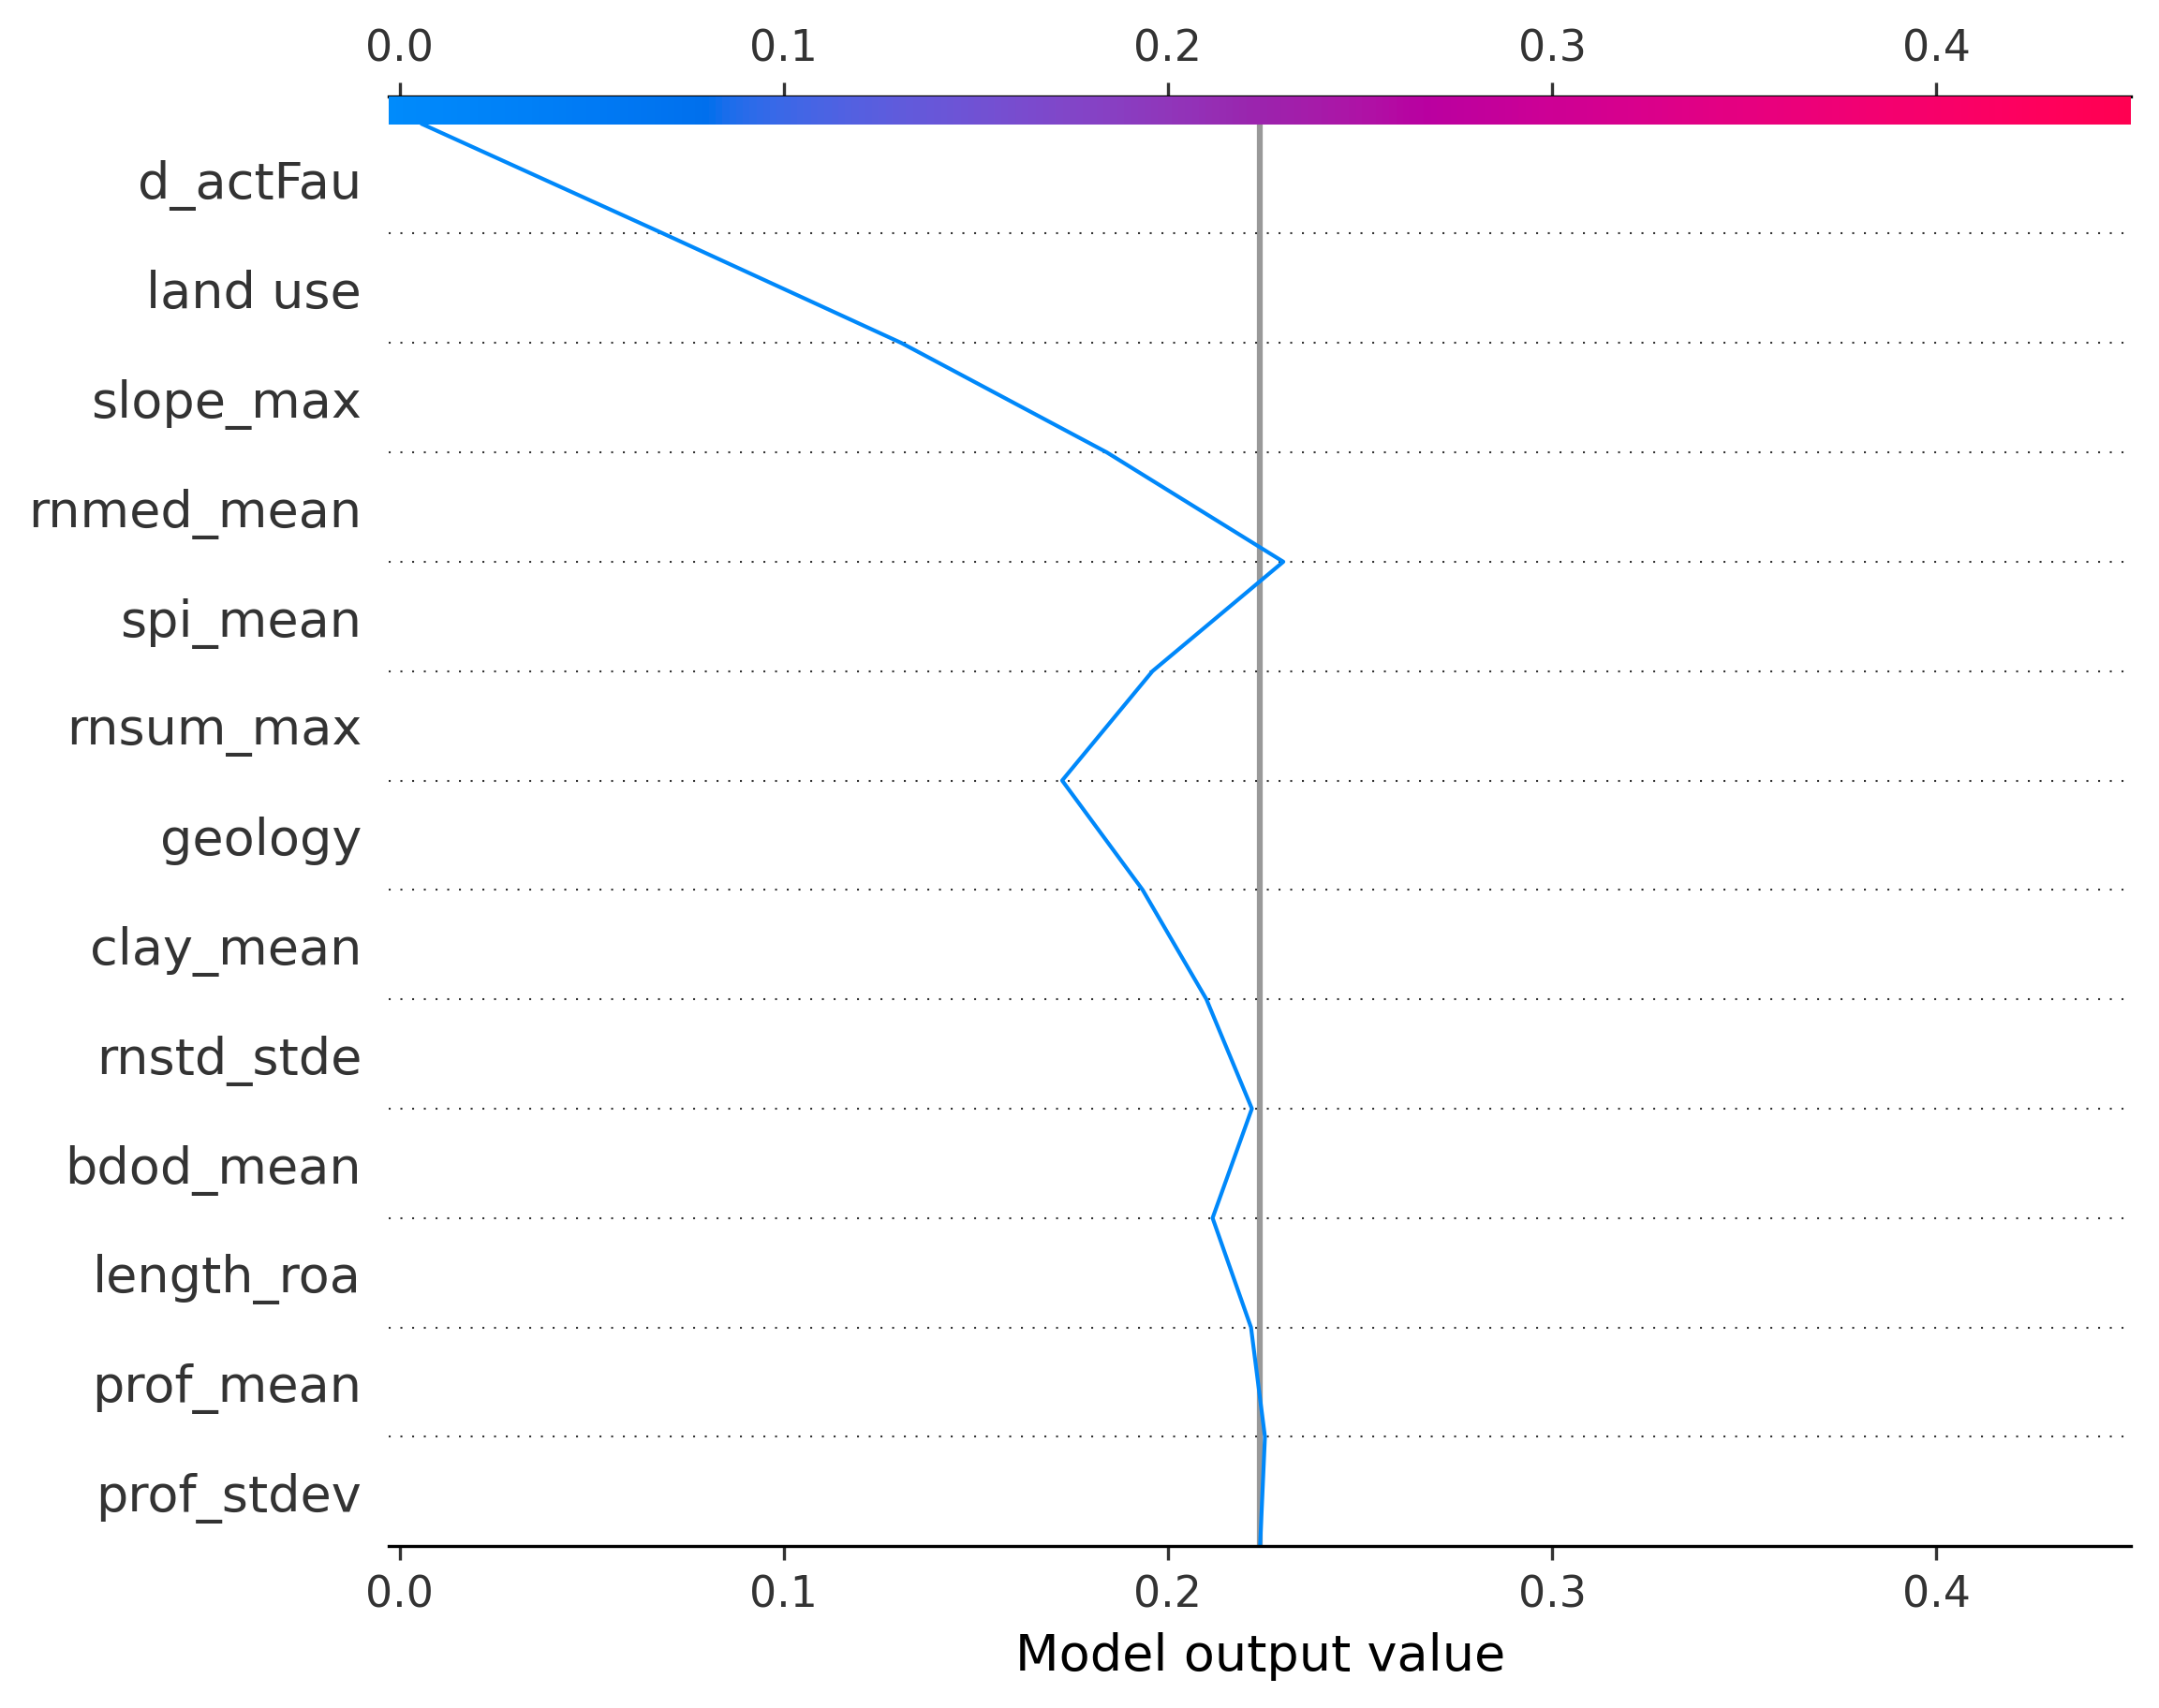 0.0 0.1 0.2 0.3 0.4
d_actFau
land use
slope_max
rnmed_mean
spi_mean
rnsum_max
geology
clay_mean
rnstd_stde
bdod_mean
length_roa
prof_mean
prof_stdev
0.0 0.1 0.2 0.3 0.4
Model output value